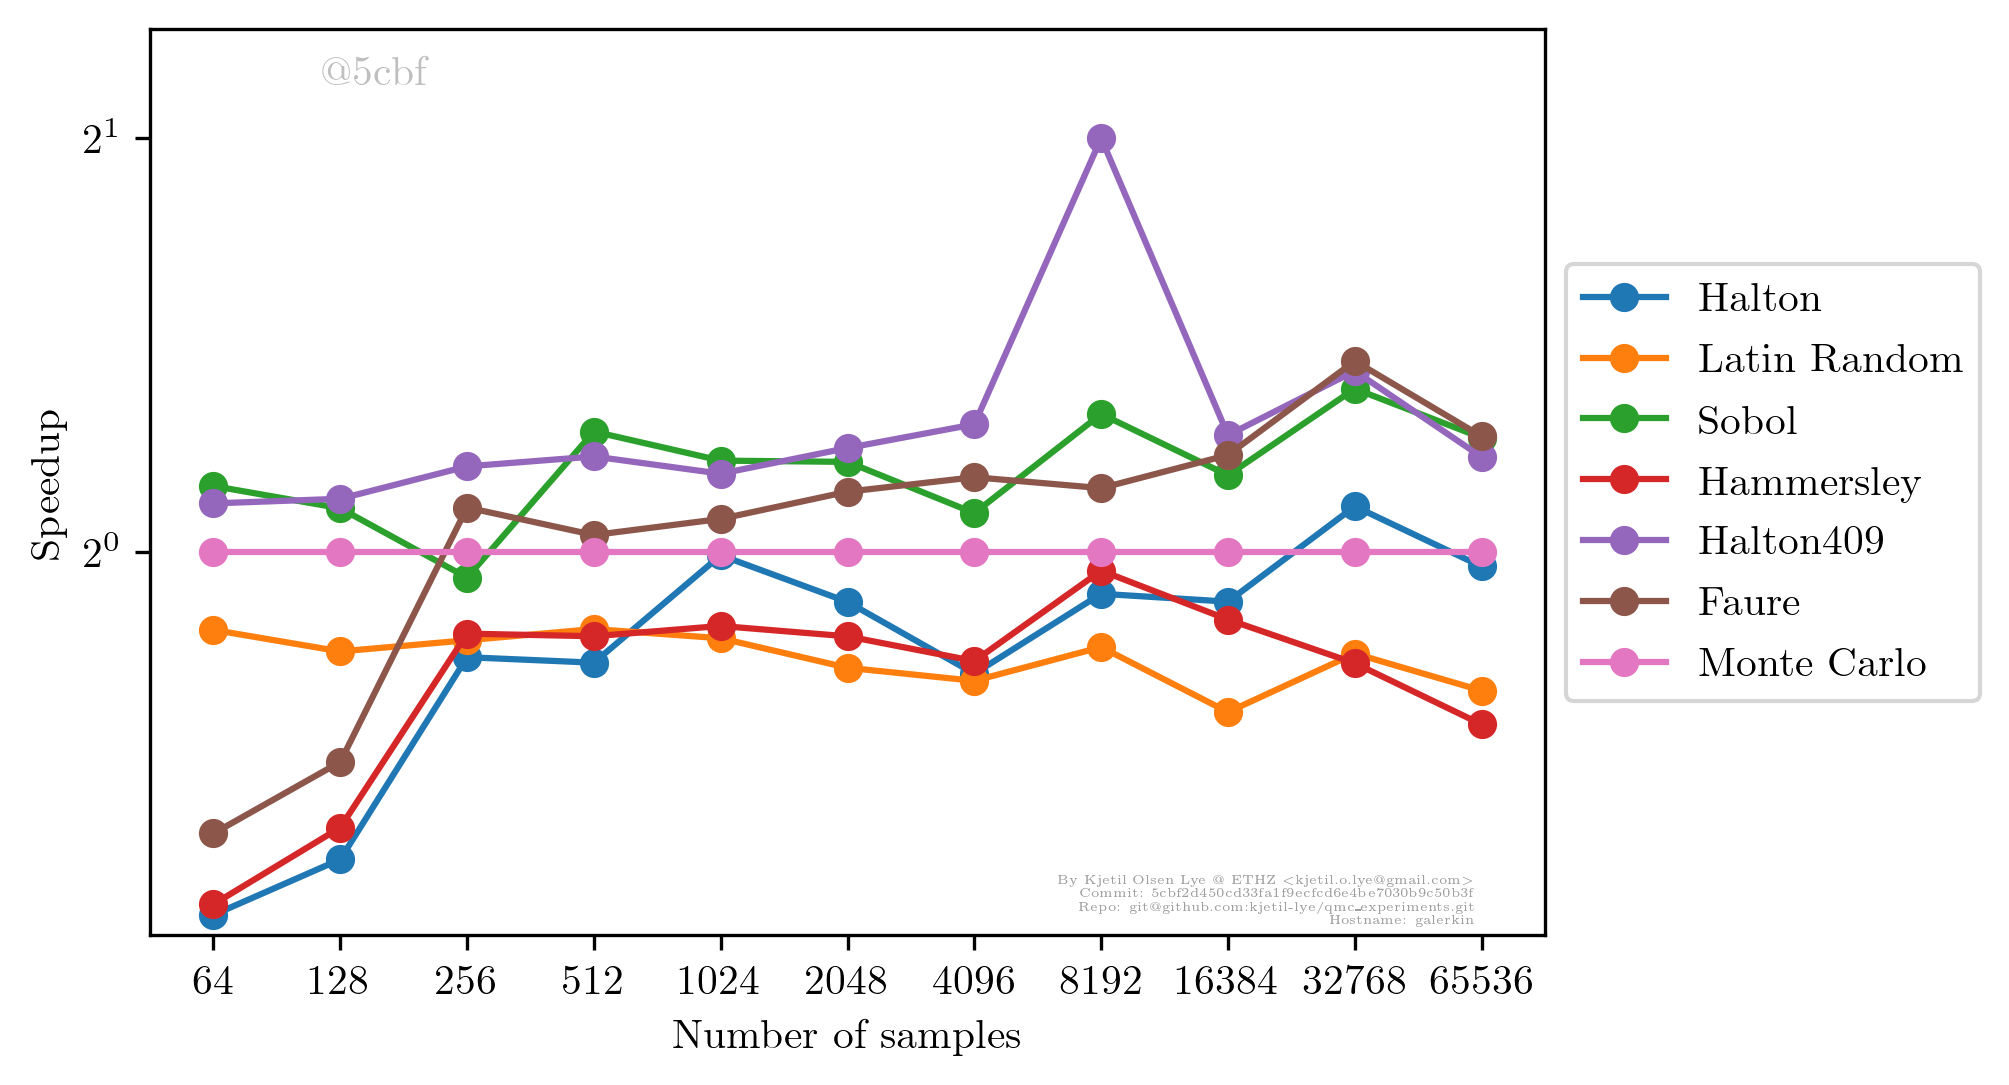 @5cbf
2^1
2^0
Speedup
By Kjetil Olsen Lye @ ETHZ <kjetil.o.lye@gmail.com>
Commit: 5cbf2d450cd33fa1f9ecfcd6e4be7030b9c50b3f
Repo: git@github.com:kjetil-lye/qmc_experiments.git
Hostname: galerkin
64 128 256 512 1024 2048 4096 8192 16384 32768 65536
Number of samples
Halton
Latin Random
Sobol
Hammersley
Halton409
Faure
Monte Carlo